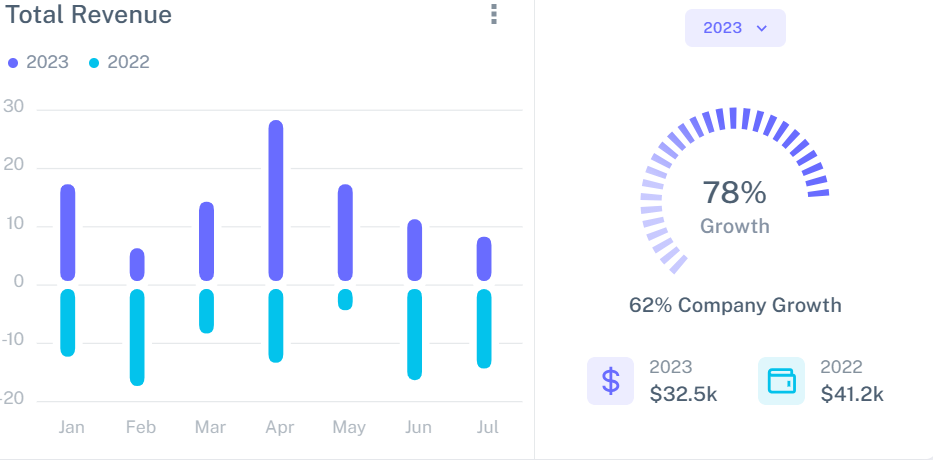 Total Revenue
2023
2022
30
20
10
0
-10
-20
Jan Feb Mar Apr May Jun Jul
2023
78%
Growth
62% Company Growth
2023
$32.5k
2022
$41.2k